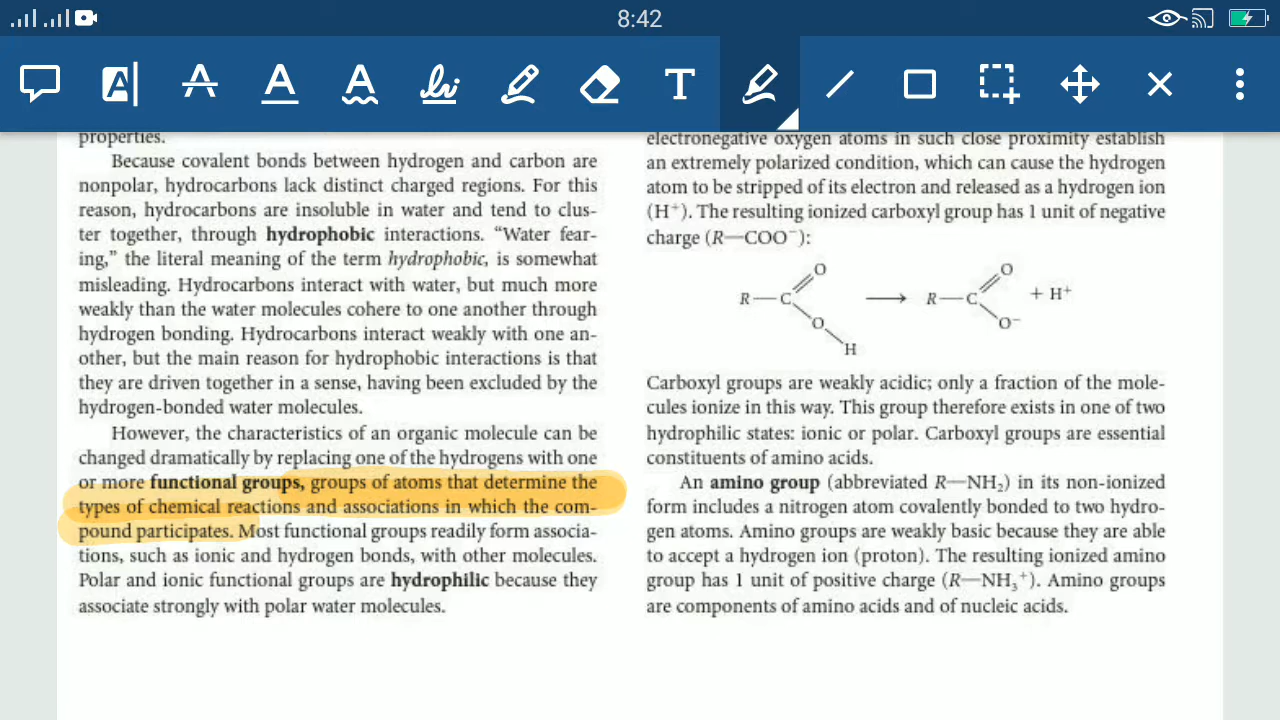 8:42
A
A
A
A
T
properties.
Because covalent bonds between hydrogen and carbon are
nonpolar, hydrocarbons lack distinct charged regions. For this
reason, hydrocarbons are insoluble in water and tend to clus-
ter together, through hydrophobic interactions. “Water fear-
ing,” the literal meaning of the term hydrophobic, is somewhat
misleading. Hydrocarbons interact with water, but much more
weakly than the water molecules cohere to one another through
hydrogen bonding. Hydrocarbons interact weakly with one an-
other, but the main reason for hydrophobic interactions is that
they are driven together in a sense, having been excluded by the
hydrogen-bonded water molecules.
However, the characteristics of an organic molecule can be
changed dramatically by replacing one of the hydrogens with one
or more functional groups, groups of atoms that determine the
types of chemical reactions and associations in which the com-
pound participates. Most functional groups readily form associa-
tions, such as ionic and hydrogen bonds, with other molecules.
Polar and ionic functional groups are hydrophilic because they
associate strongly with polar water molecules.
electronegative oxygen atoms in such close proximity establish
an extremely polarized condition, which can cause the hydrogen
atom to be stripped of its electron and released as a hydrogen ion
(H⁺). The resulting ionized carboxyl group has 1 unit of negative
charge (R—COO⁻):
O O
R—C → R—C + H⁺
O O⁻
H
Carboxyl groups are weakly acidic; only a fraction of the mole-
cules ionize in this way. This group therefore exists in one of two
hydrophilic states: ionic or polar. Carboxyl groups are essential
constituents of amino acids.
An amino group (abbreviated R—NH₂) in its non-ionized
form includes a nitrogen atom covalently bonded to two hydro-
gen atoms. Amino groups are weakly basic because they are able
to accept a hydrogen ion (proton). The resulting ionized amino
group has 1 unit of positive charge (R—NH₃⁺). Amino groups
are components of amino acids and of nucleic acids.